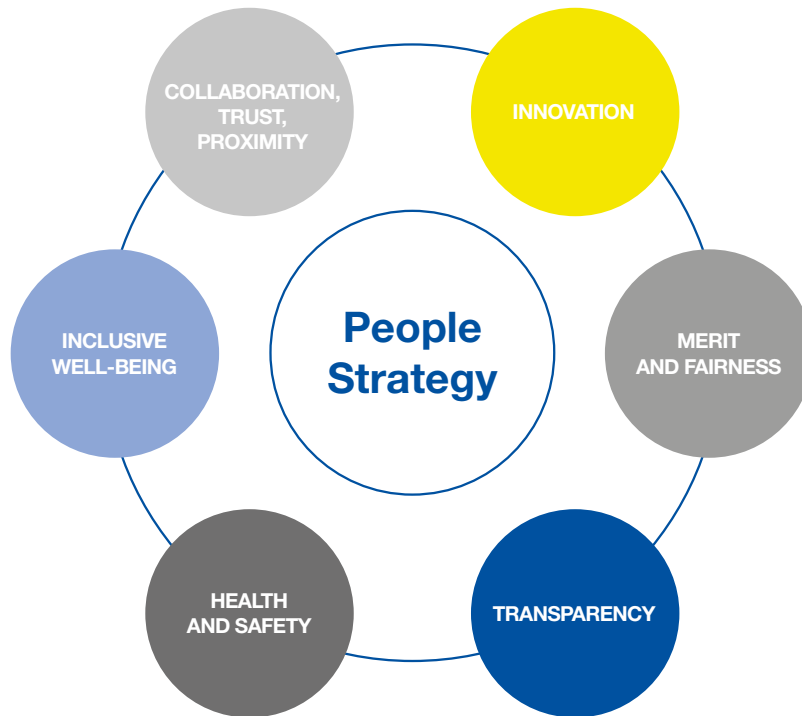 COLLABORATION,
TRUST,
PROXIMITY
INNOVATION
INCLUSIVE
WELL-BEING
People
Strategy
MERIT
AND FAIRNESS
HEALTH
AND SAFETY
TRANSPARENCY